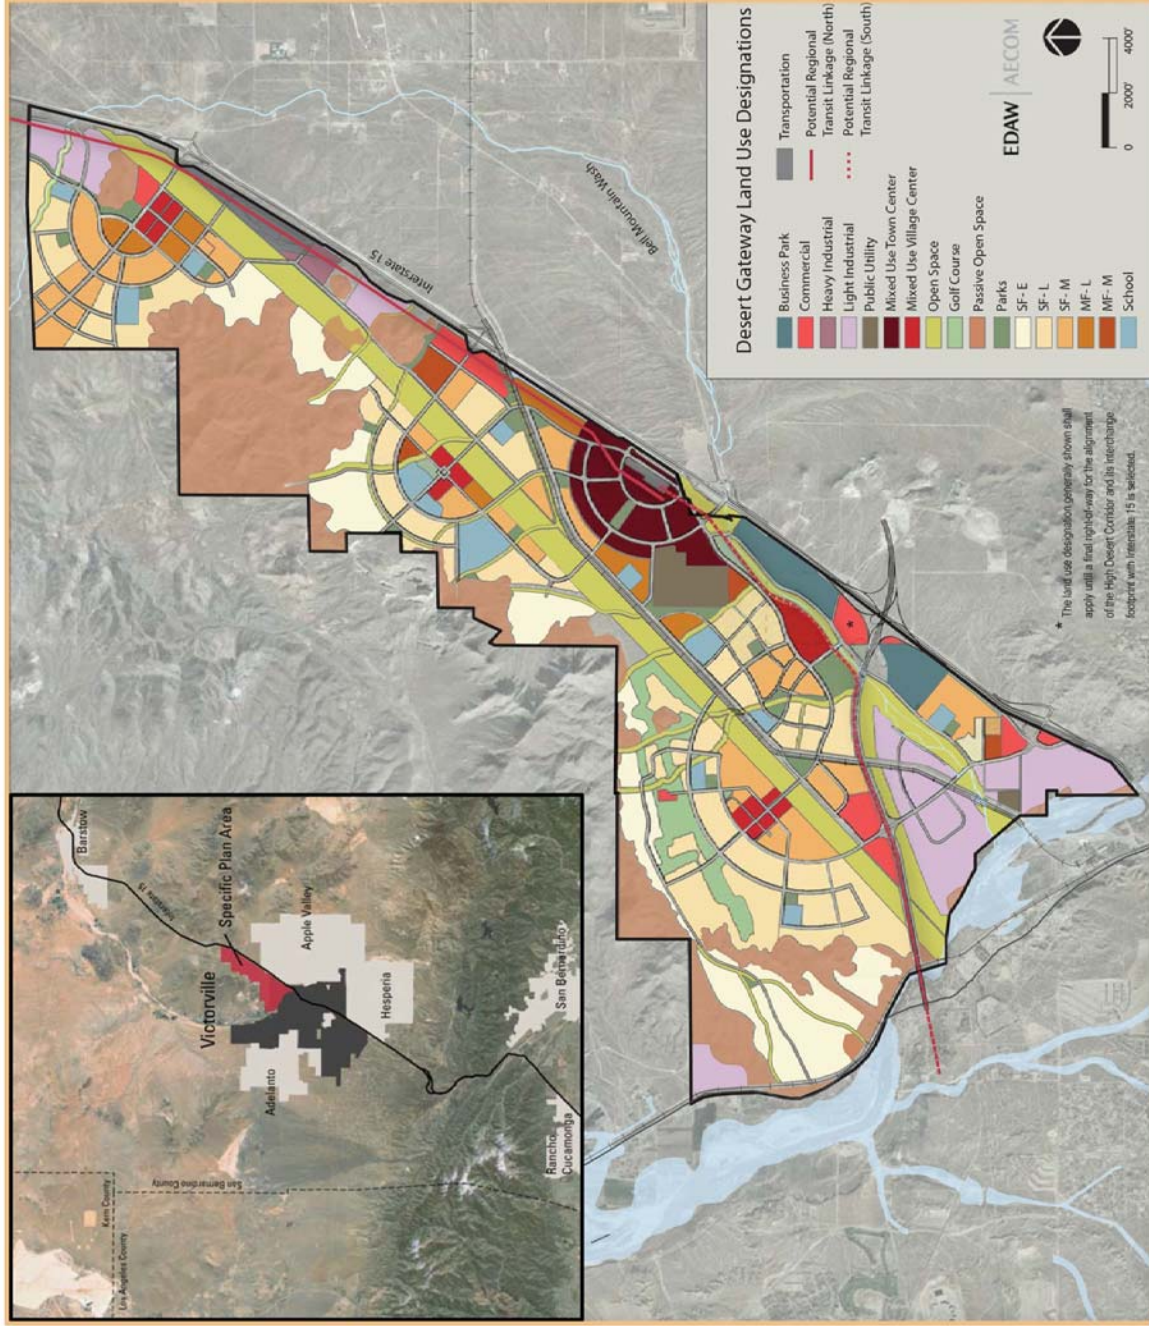 Kern County
Los Angeles County
San Bernardino County
Barstow
Interstate 15
Specific Plan Area
Victorville
Apple Valley
Adelanto
Hesperia
San Bernardino
Rancho
Cucamonga
Interstate 15
Bell Mountain Wash
Desert Gateway Land Use Designations
Business Park
Commercial
Heavy Industrial
Light Industrial
Public Utility
Mixed Use Town Center
Mixed Use Village Center
Open Space
Golf Course
Passive Open Space
Parks
SF- E
SF- L
SF- M
MF- L
MF- M
School
Transportation
Potential Regional
Transit Linkage (North)
Potential Regional
Transit Linkage (South)
EDAW | AECOM
0 2000' 4000'
*
* The land use designation generally shown shall
apply until a final right-of-way for the alignment
of the High Desert Corridor and its interchange
footprint with Interstate 15 is selected.